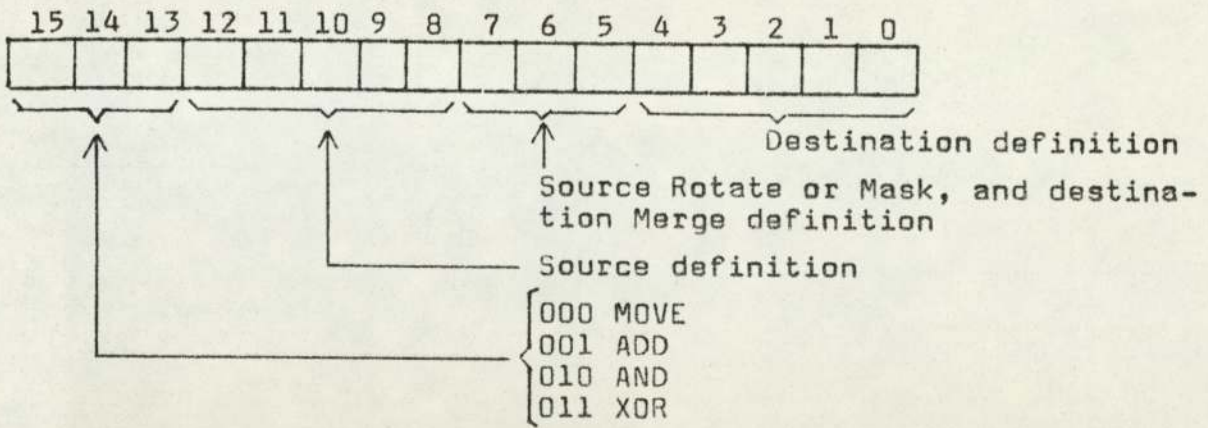 15 14 13 12 11 10 9 8 7 6 5 4 3 2 1 0
Destination definition
Source Rotate or Mask, and destina-
tion Merge definition
Source definition
000 MOVE
001 ADD
010 AND
011 XOR